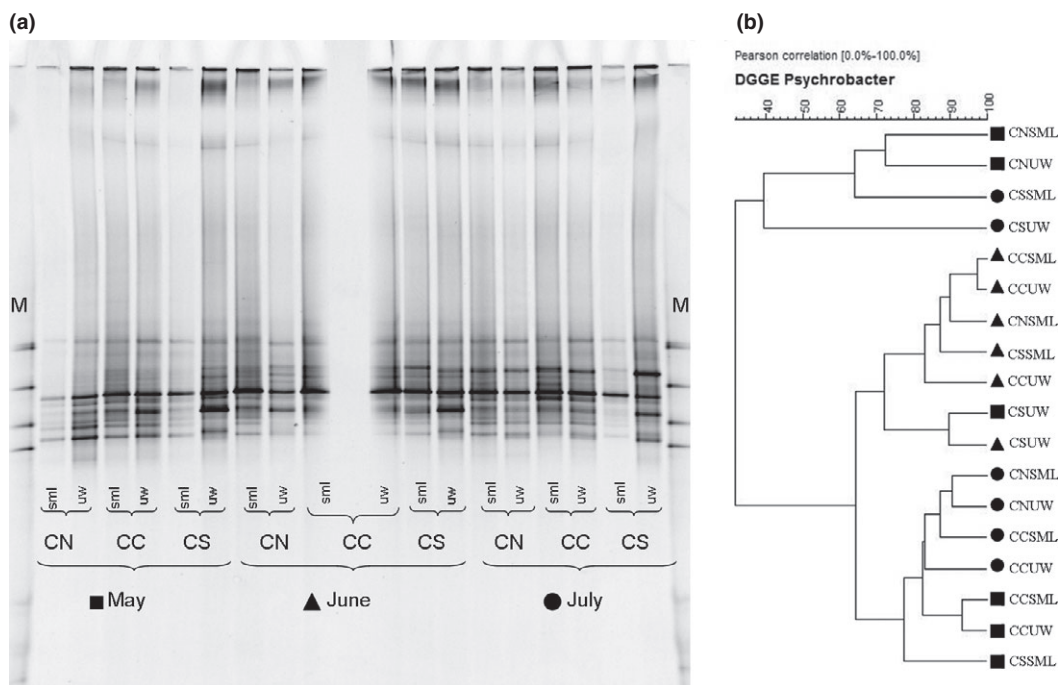 (a)
M
M
sml uw sml uw sml uw sml uw sml uw sml uw sml uw sml uw sml uw
CN CC CS CN CC CS CN CC CS
■ May ▲ June ● July
(b)
Pearson correlation [0.0%-100.0%]
DGGE Psychrobacter
40 50 60 70 80 90 100
■ CNSML
■ CNUW
● CSSML
● CSUW
▲ CCSML
▲ CCUW
▲ CNSML
▲ CSSML
▲ CCUW
■ CSUW
▲ CSUW
● CNSML
● CNUW
● CCSML
● CCUW
■ CCSML
■ CCUW
■ CSSML